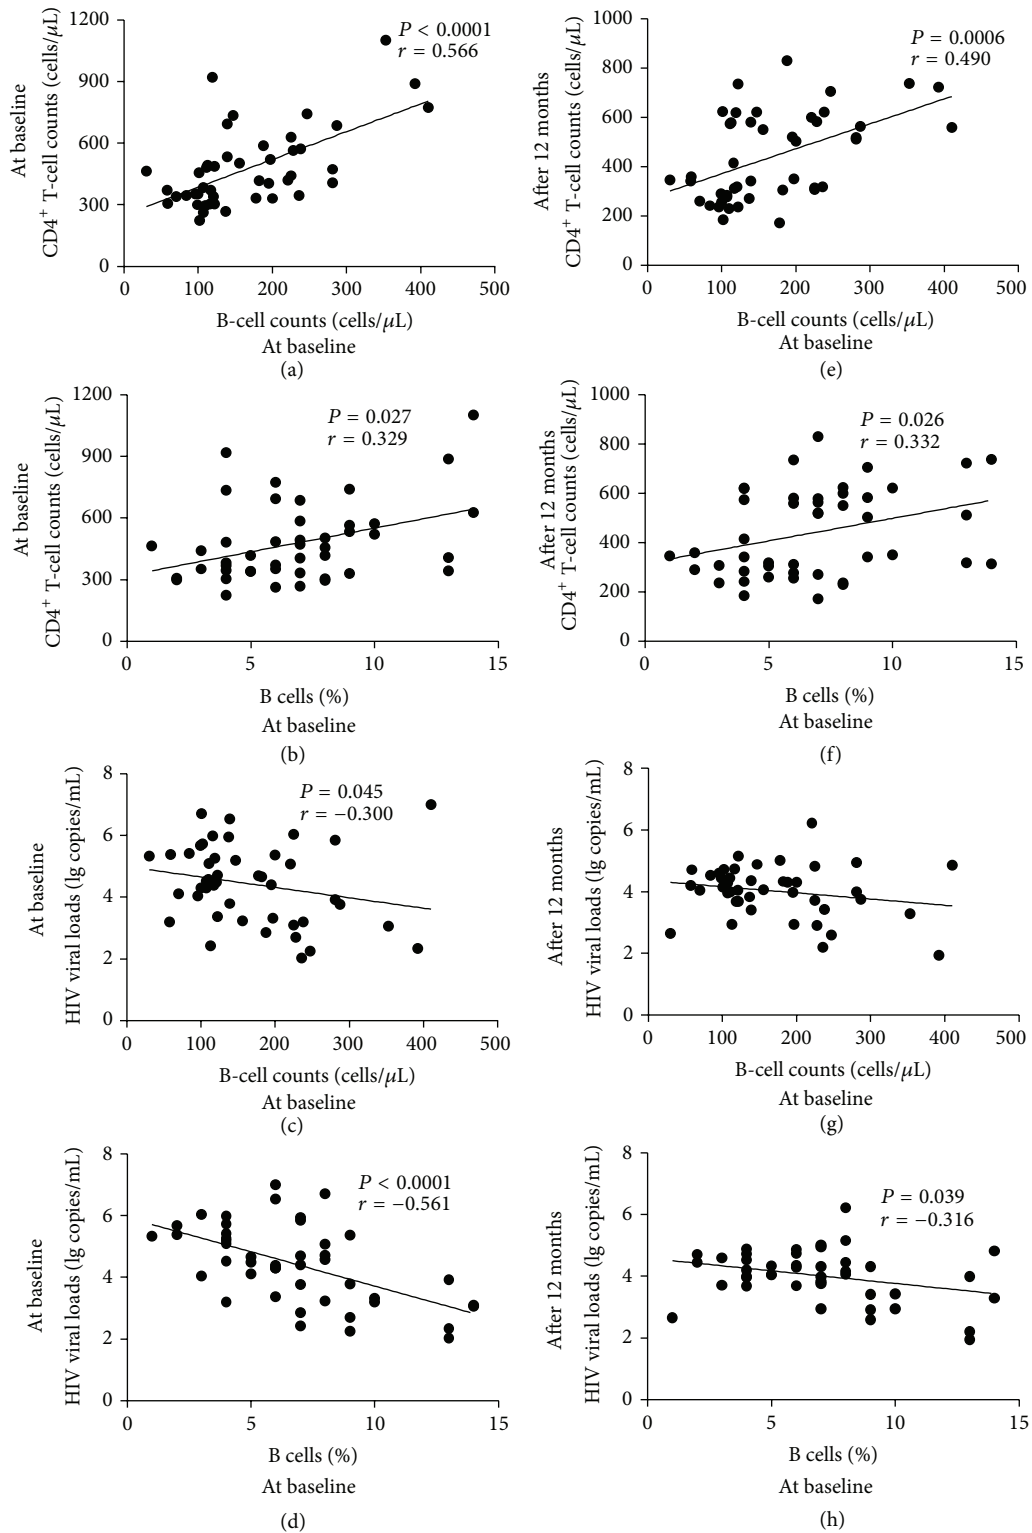 At baseline
CD4⁺ T-cell counts (cells/μL)
1200
900
600
300
0
P < 0.0001
r = 0.566
0 100 200 300 400 500
B-cell counts (cells/μL)
At baseline
(a)
After 12 months
CD4⁺ T-cell counts (cells/μL)
1000
800
600
400
200
0
P = 0.0006
r = 0.490
0 100 200 300 400 500
B-cell counts (cells/μL)
At baseline
(e)
At baseline
CD4⁺ T-cell counts (cells/μL)
1200
900
600
300
0
P = 0.027
r = 0.329
0 5 10 15
B cells (%)
At baseline
(b)
After 12 months
CD4⁺ T-cell counts (cells/μL)
1000
800
600
400
200
0
P = 0.026
r = 0.332
0 5 10 15
B cells (%)
At baseline
(f)
At baseline
HIV viral loads (lg copies/mL)
8
6
4
2
0
P = 0.045
r = −0.300
0 100 200 300 400 500
B-cell counts (cells/μL)
At baseline
(c)
After 12 months
HIV viral loads (lg copies/mL)
8
6
4
2
0
0 100 200 300 400 500
B-cell counts (cells/μL)
At baseline
(g)
At baseline
HIV viral loads (lg copies/mL)
8
6
4
2
0
P < 0.0001
r = −0.561
0 5 10 15
B cells (%)
At baseline
(d)
After 12 months
HIV viral loads (lg copies/mL)
8
6
4
2
0
P = 0.039
r = −0.316
0 5 10 15
B cells (%)
At baseline
(h)